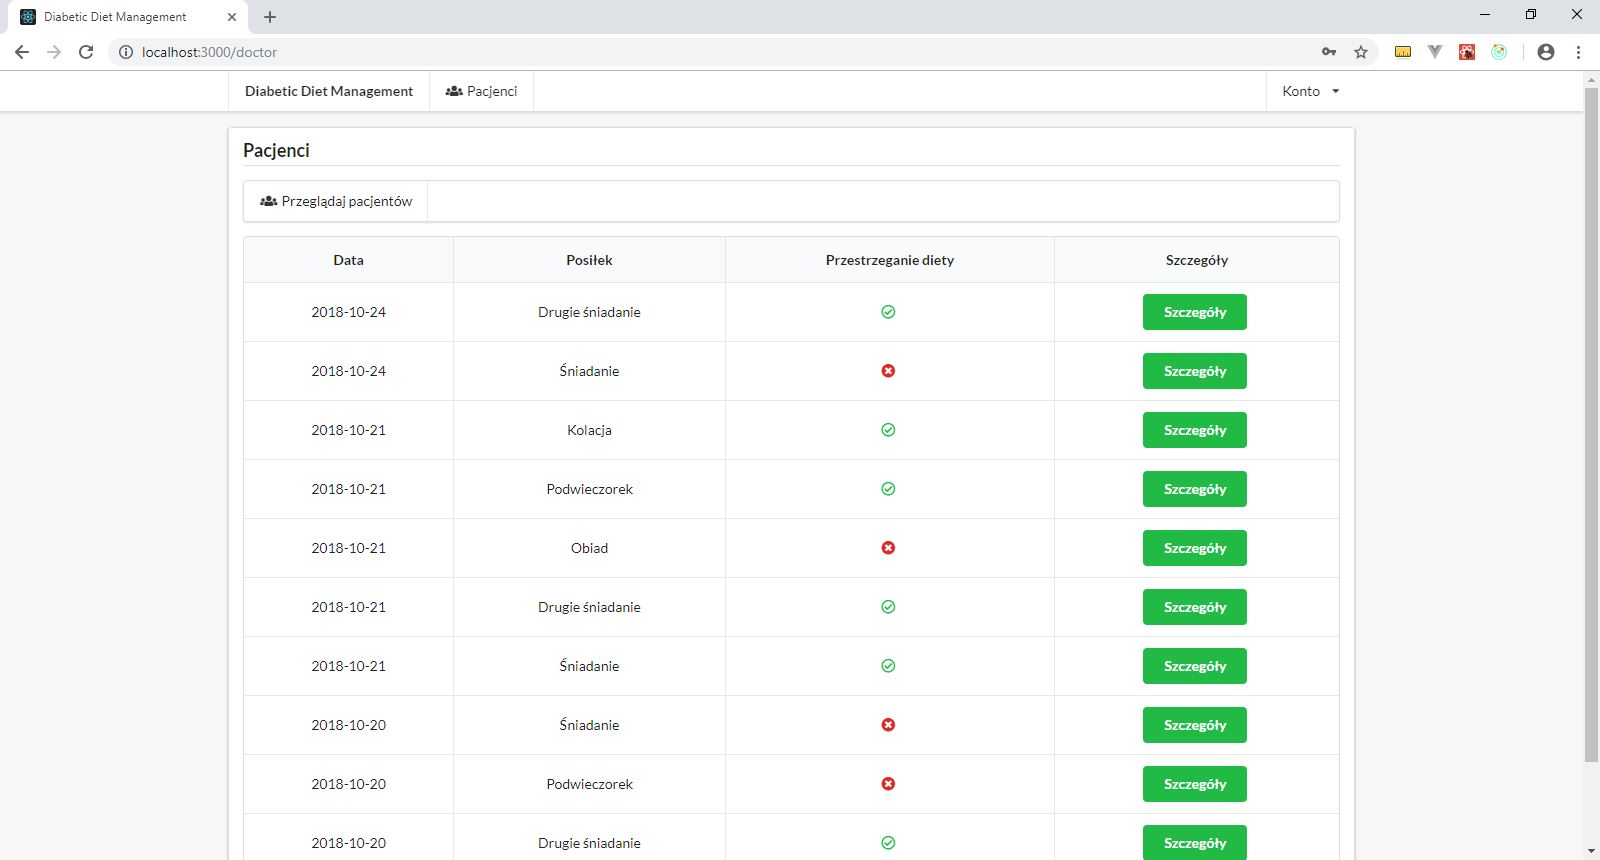 Diabetic Diet Management
localhost:3000/doctor
Diabetic Diet Management Pacjenci Konto
Pacjenci
Przeglądaj pacjentów
Data Posiłek Przestrzeganie diety Szczegóły
2018-10-24 Drugie śniadanie Szczegóły
2018-10-24 Śniadanie Szczegóły
2018-10-21 Kolacja Szczegóły
2018-10-21 Podwieczorek Szczegóły
2018-10-21 Obiad Szczegóły
2018-10-21 Drugie śniadanie Szczegóły
2018-10-21 Śniadanie Szczegóły
2018-10-20 Śniadanie Szczegóły
2018-10-20 Podwieczorek Szczegóły
2018-10-20 Drugie śniadanie Szczegóły